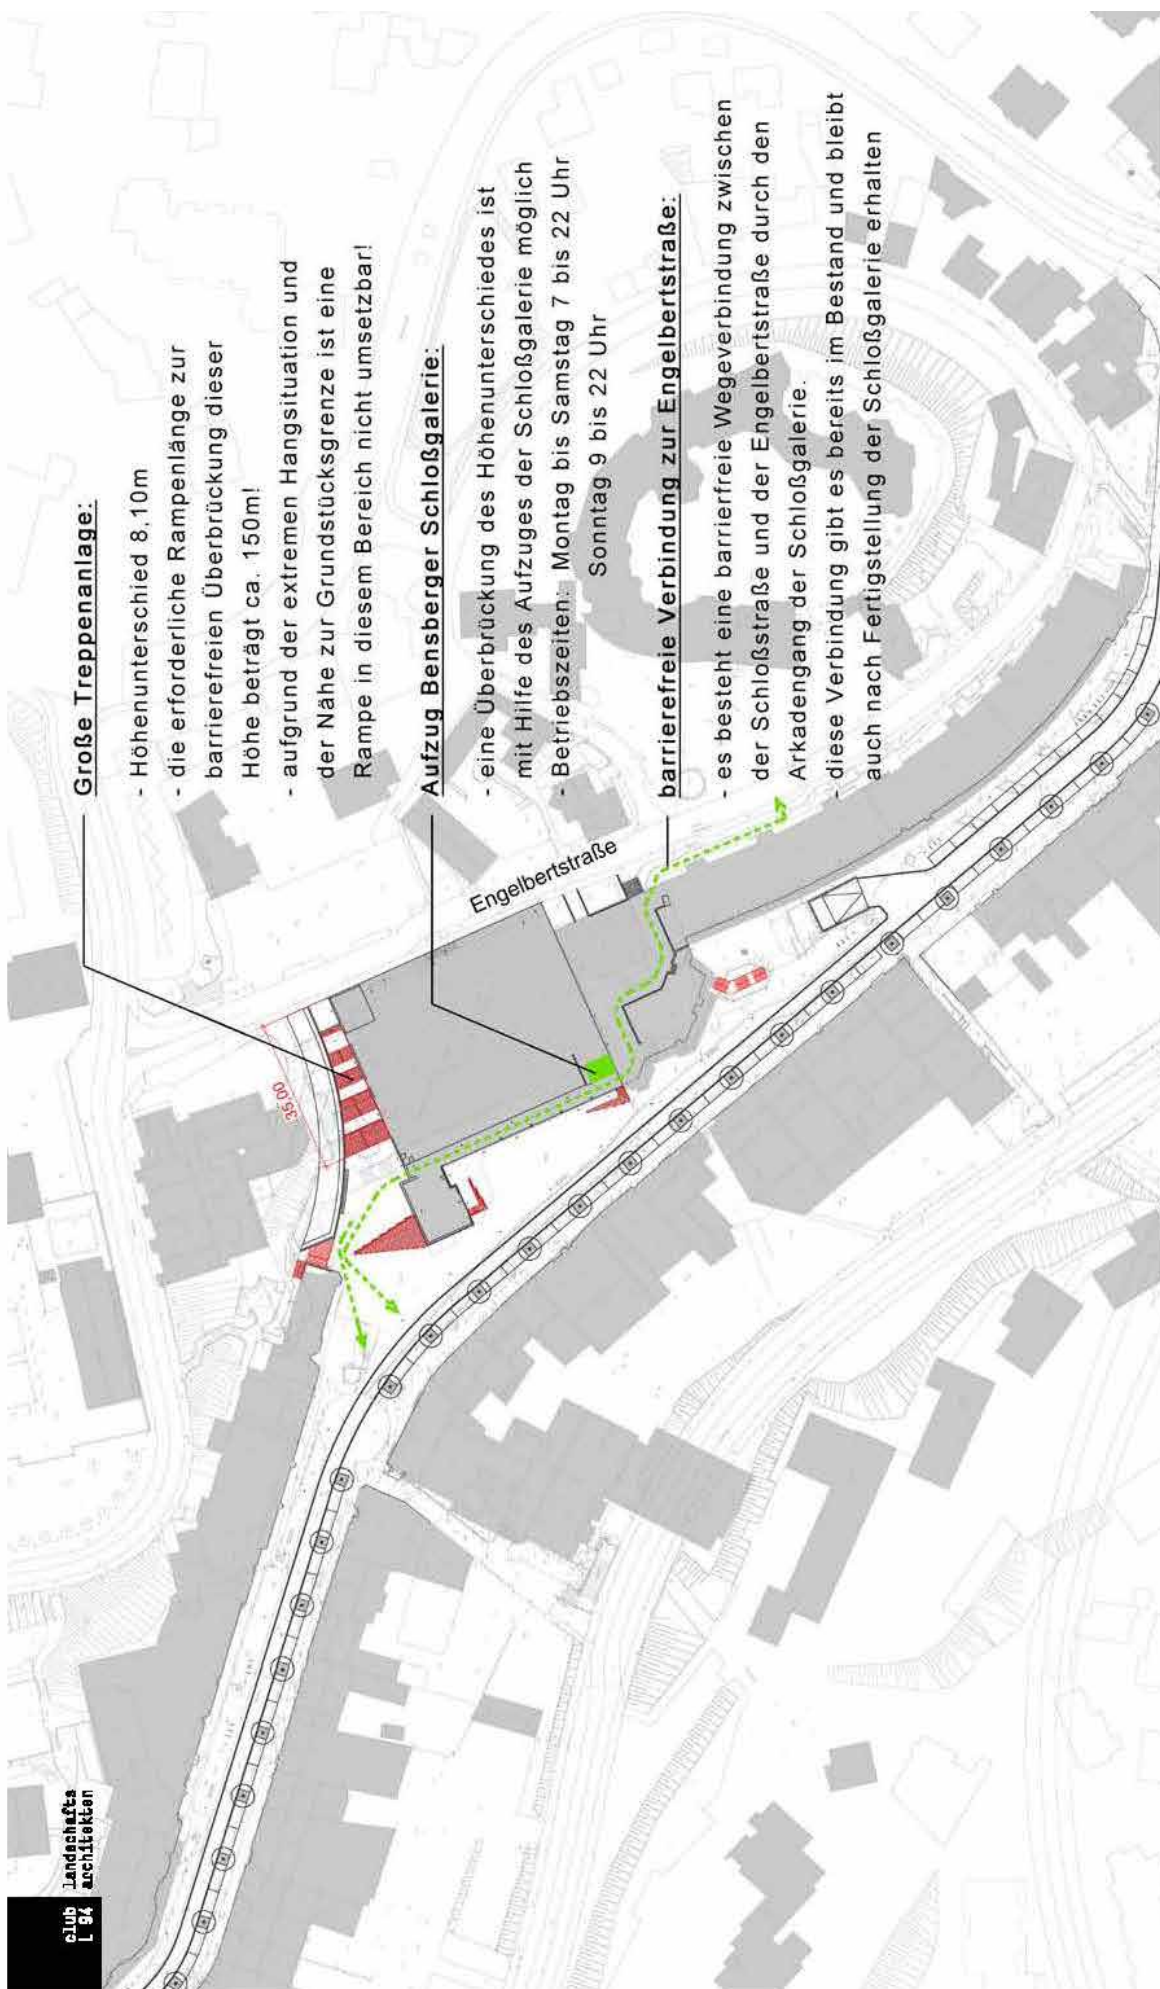 club landschafts
L 94 architekten
Große Treppenanlage:
- Höhenunterschied 8,10m
- die erforderliche Rampenlänge zur
barrierefreien Überbrückung dieser
Höhe beträgt ca. 150m!
- aufgrund der extremen Hangsituation und
der Nähe zur Grundstücksgrenze ist eine
Rampe in diesem Bereich nicht umsetzbar!
Aufzug Bensberger Schloßgalerie:
- eine Überbrückung des Höhenunterschiedes ist
mit Hilfe des Aufzuges der Schloßgalerie möglich
- Betriebszeiten: Montag bis Samstag 7 bis 22 Uhr
Sonntag 9 bis 22 Uhr
barrierefreie Verbindung zur Engelbertstraße:
- es besteht eine barrierfreie Wegeverbindung zwischen
der Schloßstraße und der Engelbertstraße durch den
Arkadengang der Schloßgalerie.
- diese Verbindung gibt es bereits im Bestand und bleibt
auch nach Fertigstellung der Schloßgalerie erhalten
35.00
Engelbertstraße